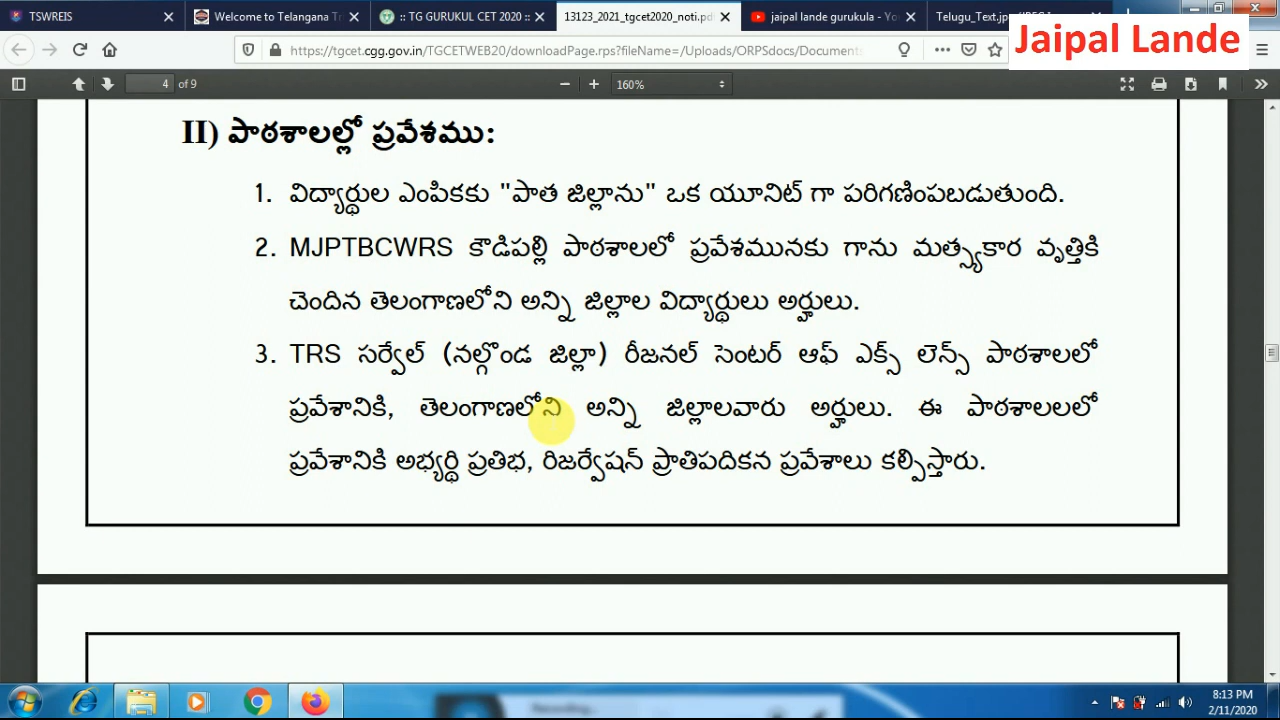 TSWREIS
Welcome to Telangana Tr
:: TG GURUKUL CET 2020 ::
13123_2021_tgcet2020_noti.pd
jaipal lande gurukula - Yo
Telugu_Text.jp
https://tgcet.cgg.gov.in/TGCETWEB20/downloadPage.rps?fileName=/Uploads/ORPSdocs/Document
Jaipal Lande
4 of 9
160%
II) పాఠశాలల్లో ప్రవేశము:
1. విద్యార్థుల ఎంపికకు "పాత జిల్లాను" ఒక యూనిట్ గా పరిగణింపబడుతుంది.
2. MJPTBCWRS కౌడిపల్లి పాఠశాలలో ప్రవేశమునకు గాను మత్స్యకార వృత్తికి
చెందిన తెలంగాణలోని అన్ని జిల్లాల విద్యార్థులు అర్హులు.
3. TRS సర్వేల్ (నల్గొండ జిల్లా) రీజనల్ సెంటర్ ఆఫ్ ఎక్స్ లెన్స్ పాఠశాలలో
ప్రవేశానికి, తెలంగాణలోని అన్ని జిల్లాలవారు అర్హులు. ఈ పాఠశాలలలో
ప్రవేశానికి అభ్యర్థి ప్రతిభ, రిజర్వేషన్ ప్రాతిపదికన ప్రవేశాలు కల్పిస్తారు.
Recording...
8:13 PM
2/11/2020